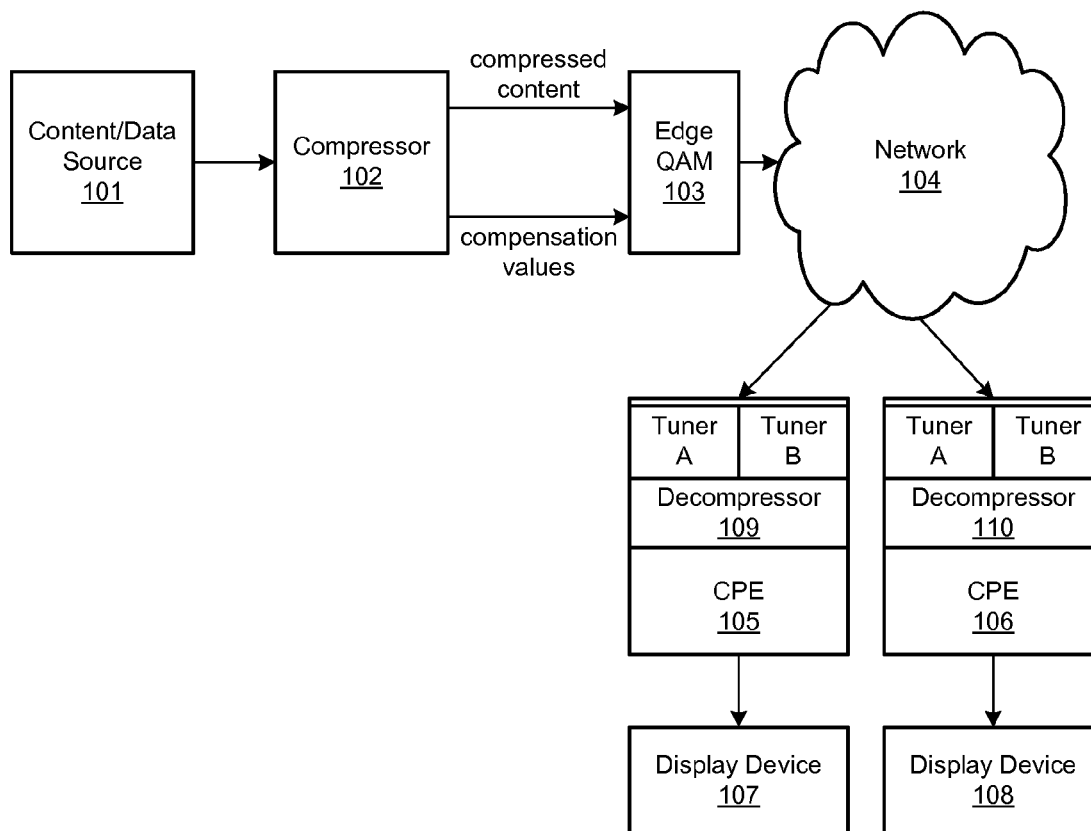 Content/Data
Source
101
Compressor
102
compressed
content
compensation
values
Edge
QAM
103
Network
104
Tuner
A
Tuner
B
Decompressor
109
CPE
105
Tuner
A
Tuner
B
Decompressor
110
CPE
106
Display Device
107
Display Device
108